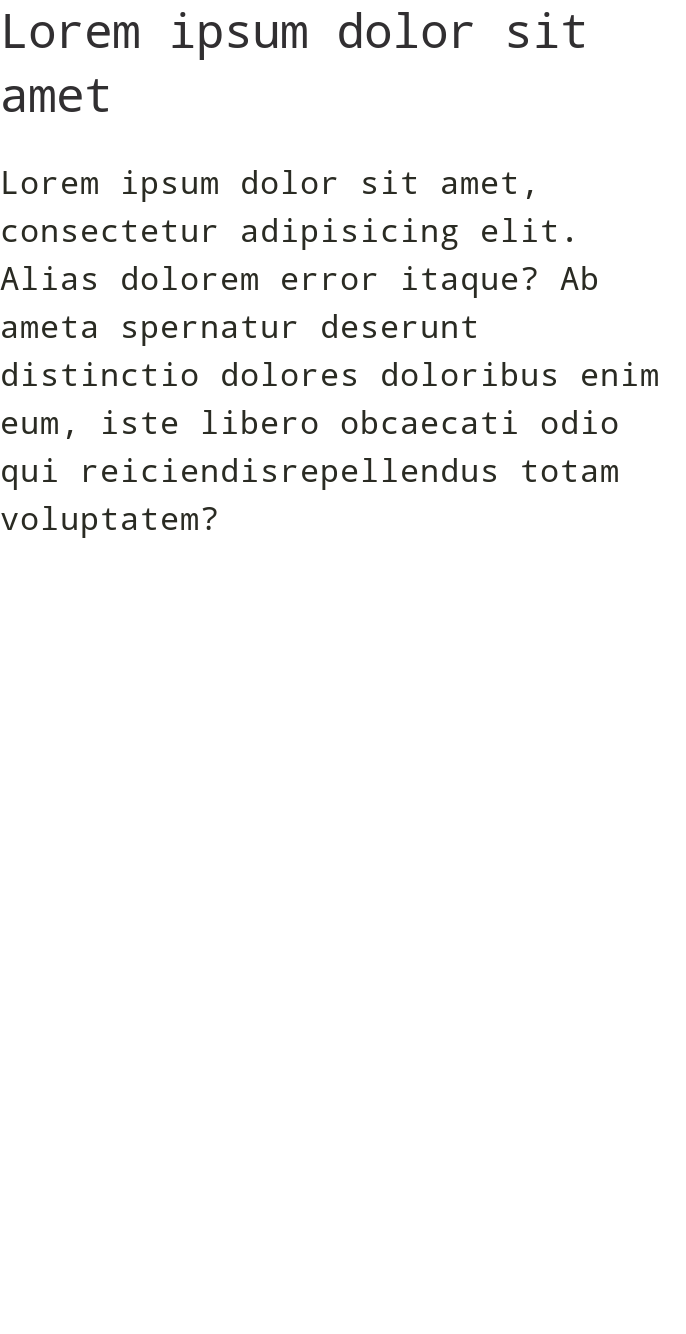 Lorem ipsum dolor sit
amet
Lorem ipsum dolor sit amet,
consectetur adipisicing elit.
Alias dolorem error itaque? Ab
ameta spernatur deserunt
distinctio dolores doloribus enim
eum, iste libero obcaecati odio
qui reiciendisrepellendus totam
voluptatem?